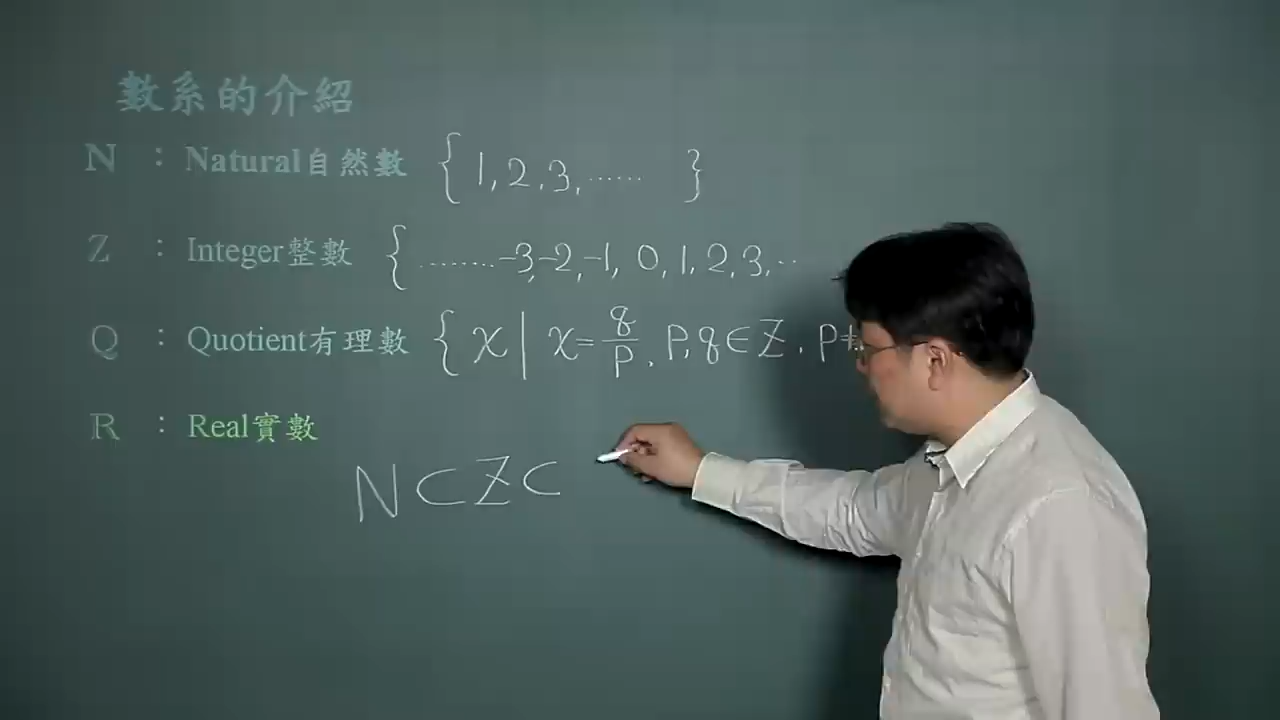 數系的介紹
N : Natural自然數 {1,2,3,...... }
Z : Integer整數 {........-3,-2,-1, 0,1,2,3,..
Q : Quotient有理數 {x | x=q/p, p,q∈Z, p≠
R : Real實數
N⊂Z⊂